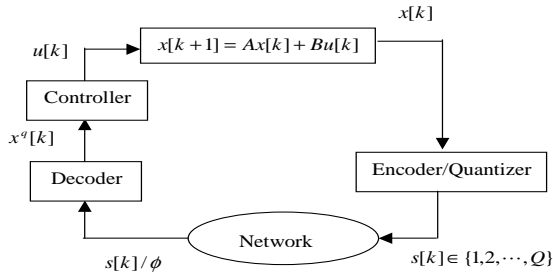 x[k]
u[k]
x[k+1] = Ax[k] + Bu[k]
Controller
x^q[k]
Encoder/Quantizer
Decoder
Network
s[k]/ϕ
s[k]∈{1,2,⋯,Q}